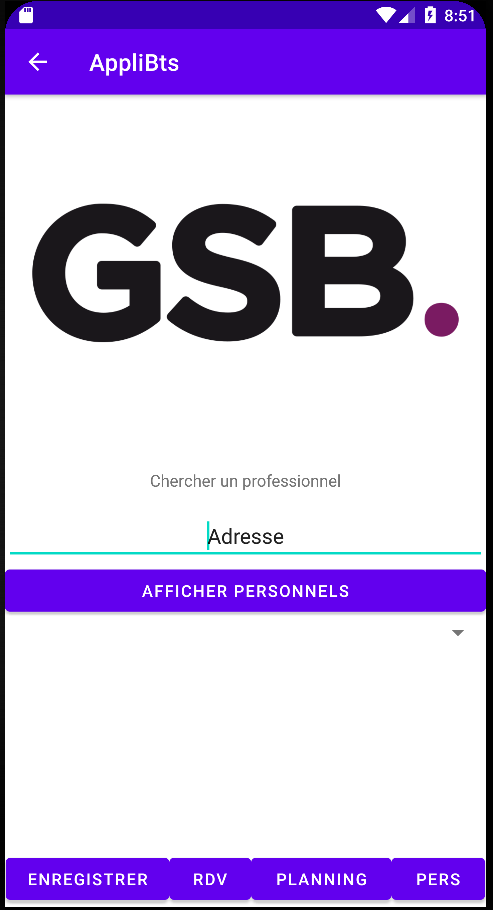 8:51
AppliBts
GSB.
Chercher un professionnel
Adresse
AFFICHER PERSONNELS
ENREGISTRER RDV PLANNING PERS